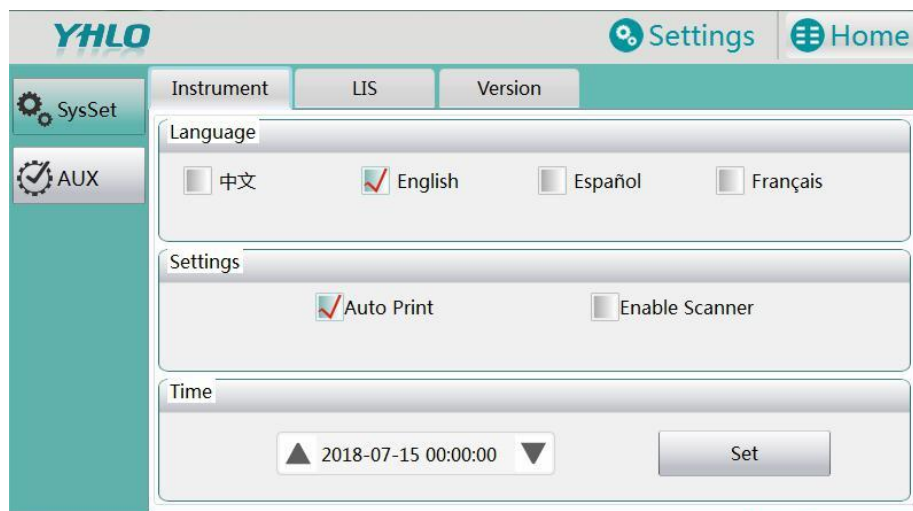 YHLO
Settings
Home
SysSet
AUX
Instrument
LIS
Version
Language
中文
English
Español
Français
Settings
Auto Print
Enable Scanner
Time
2018-07-15 00:00:00
Set